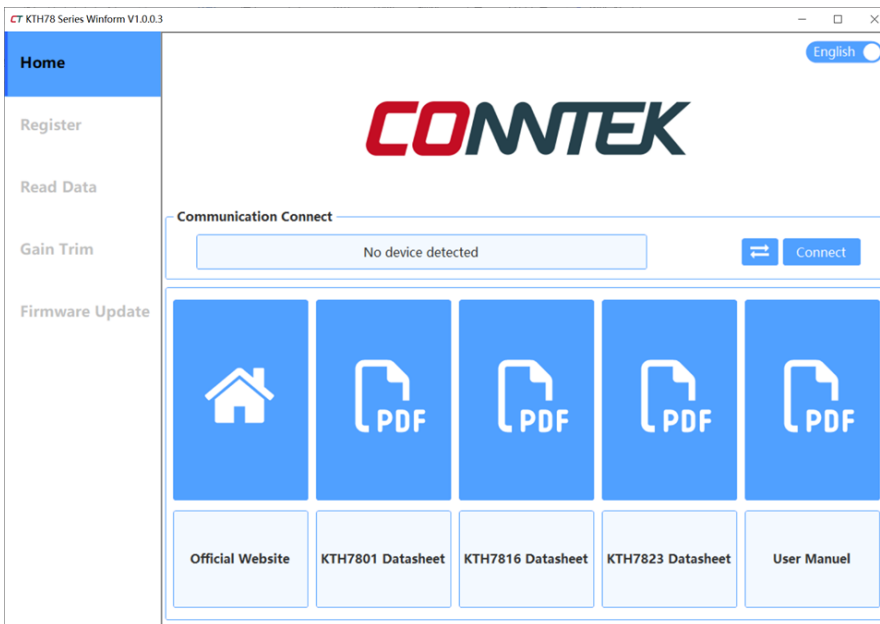 CT KTH78 Series Winform V1.0.0.3
Home
English
Register
CONNTEK
Read Data
Communication Connect
Gain Trim
No device detected
Connect
Firmware Update
PDF
PDF
PDF
PDF
Official Website
KTH7801 Datasheet
KTH7816 Datasheet
KTH7823 Datasheet
User Manuel